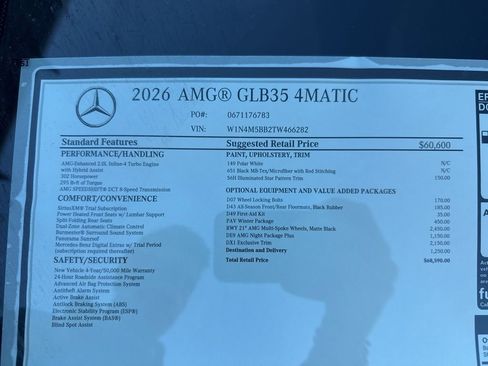 2026 AMG® GLB35 4MATIC
PO#: 0671176783
VIN: W1N4M5BB2TW466282
Standard Features
Suggested Retail Price $60,600
PERFORMANCE/HANDLING
AMG-Enhanced 2.0L Inline-4 Turbo Engine
with Hybrid Assist
302 Horsepower
295 lb-ft of Torque
AMG SPEEDSHIFT® DCT 8-Speed Transmission
COMFORT/CONVENIENCE
SiriusXM® Trial Subscription
Power Heated Front Seats w/ Lumbar Support
Split-Folding Rear Seats
Dual-Zone Automatic Climate Control
Burmester® Surround Sound System
Panorama Sunroof
Mercedes-Benz Digital Extras w/ Trial Period
(subscription required thereafter)
SAFETY/SECURITY
New Vehicle 4-Year/50,000 Mile Warranty
24-Hour Roadside Assistance Program
Advanced Air Bag Protection System
Antitheft Alarm System
Active Brake Assist
Antilock Braking System (ABS)
Electronic Stability Program (ESP®)
Brake Assist System (BAS®)
Blind Spot Assist
PAINT, UPHOLSTERY, TRIM
149 Polar White N/C
651 Black MB-Tex/Microfiber with Red Stitching N/C
Illuminated Star Pattern Trim 150.00
OPTIONAL EQUIPMENT AND VALUE ADDED PACKAGES
D07 Wheel Locking Bolts 170.00
D43 All-Season Front/Rear Floormats, Black Rubber 185.00
D49 First Aid Kit 35.00
PAV Winter Package 450.00
RWY 21" AMG Multi-Spoke Wheels, Matte Black 2,450.00
DE9 AMG Night Package Plus 1,150.00
DX1 Exclusive Trim 2,150.00
Destination and Delivery 1,250.00
Total Retail Price $68,590.00